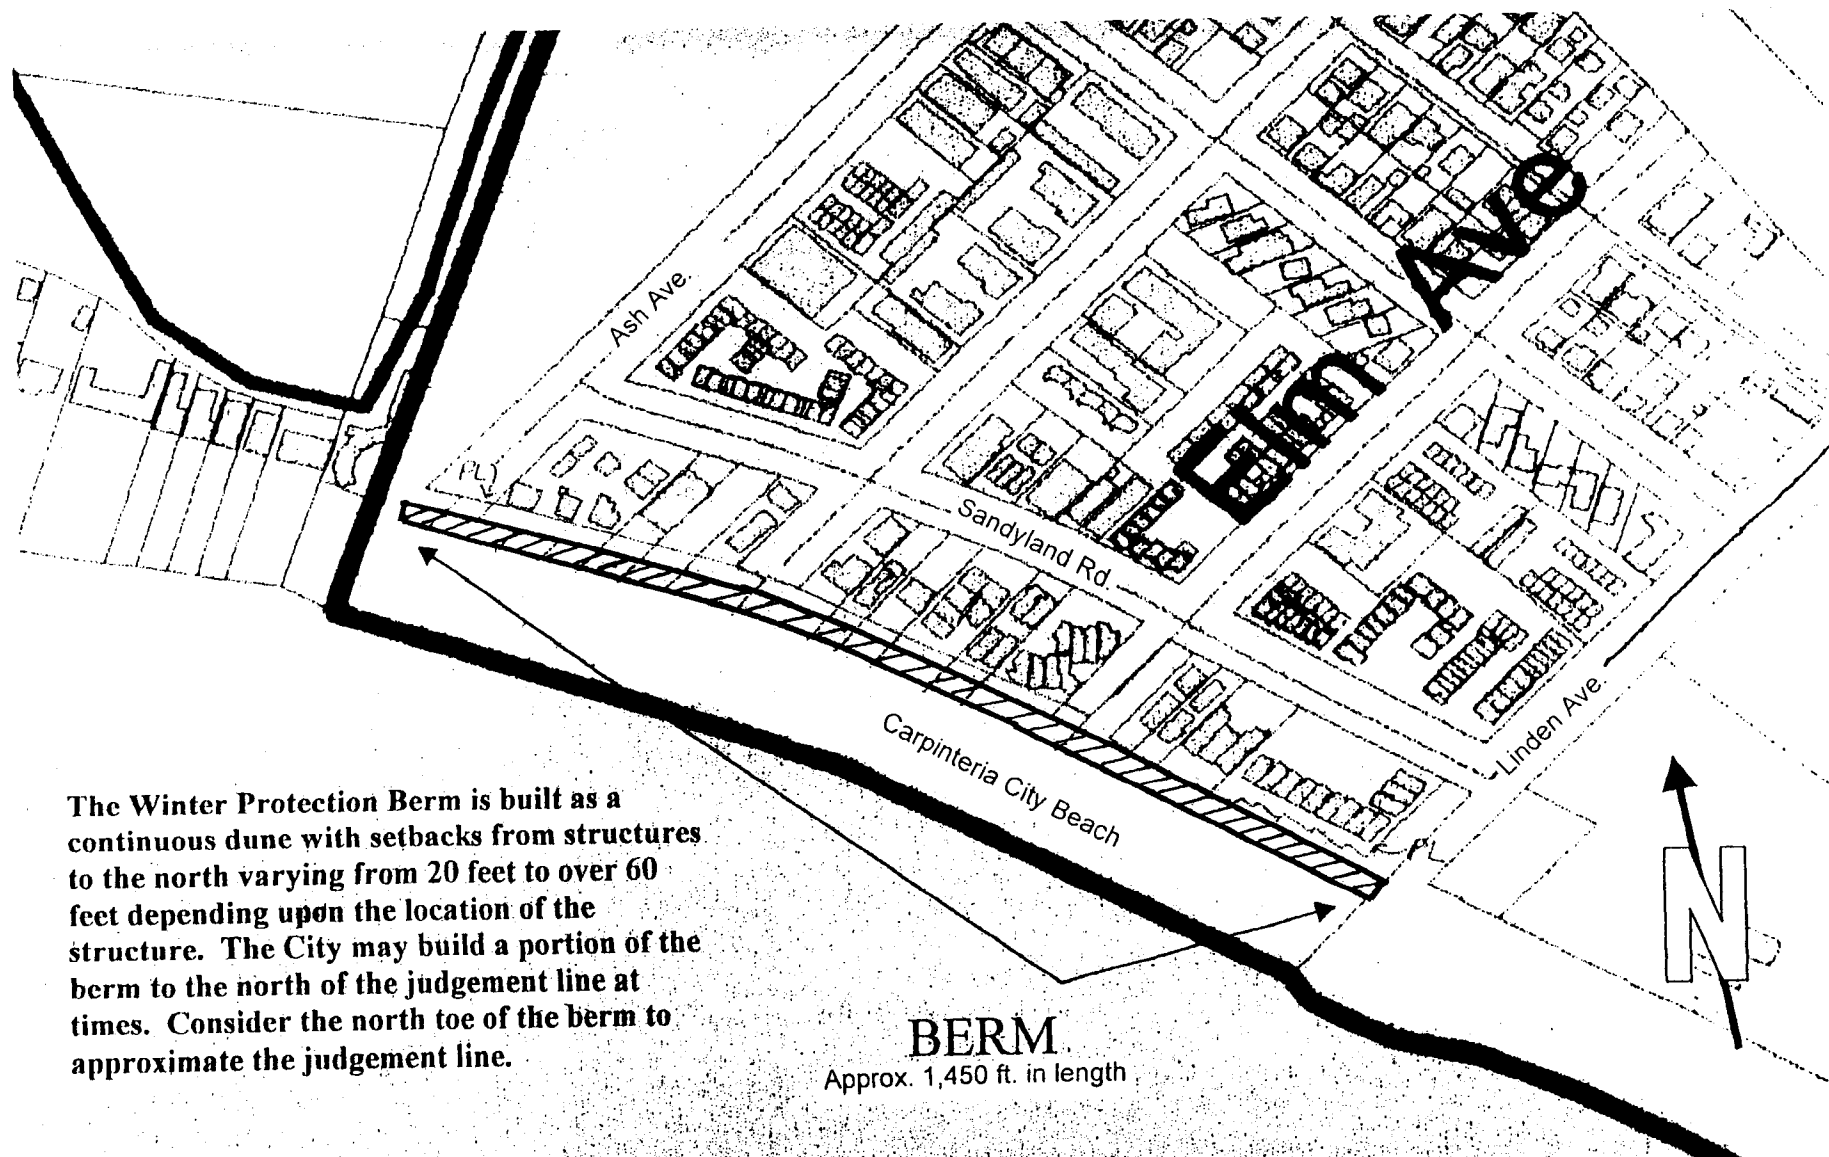 Elm Ave
Ash Ave.
Sandyland Rd.
Linden Ave.
Carpinteria City Beach
The Winter Protection Berm is built as a
continuous dune with setbacks from structures
to the north varying from 20 feet to over 60
feet depending upon the location of the
structure. The City may build a portion of the
berm to the north of the judgement line at
times. Consider the north toe of the berm to
approximate the judgement line.
BERM
Approx. 1,450 ft. in length
N